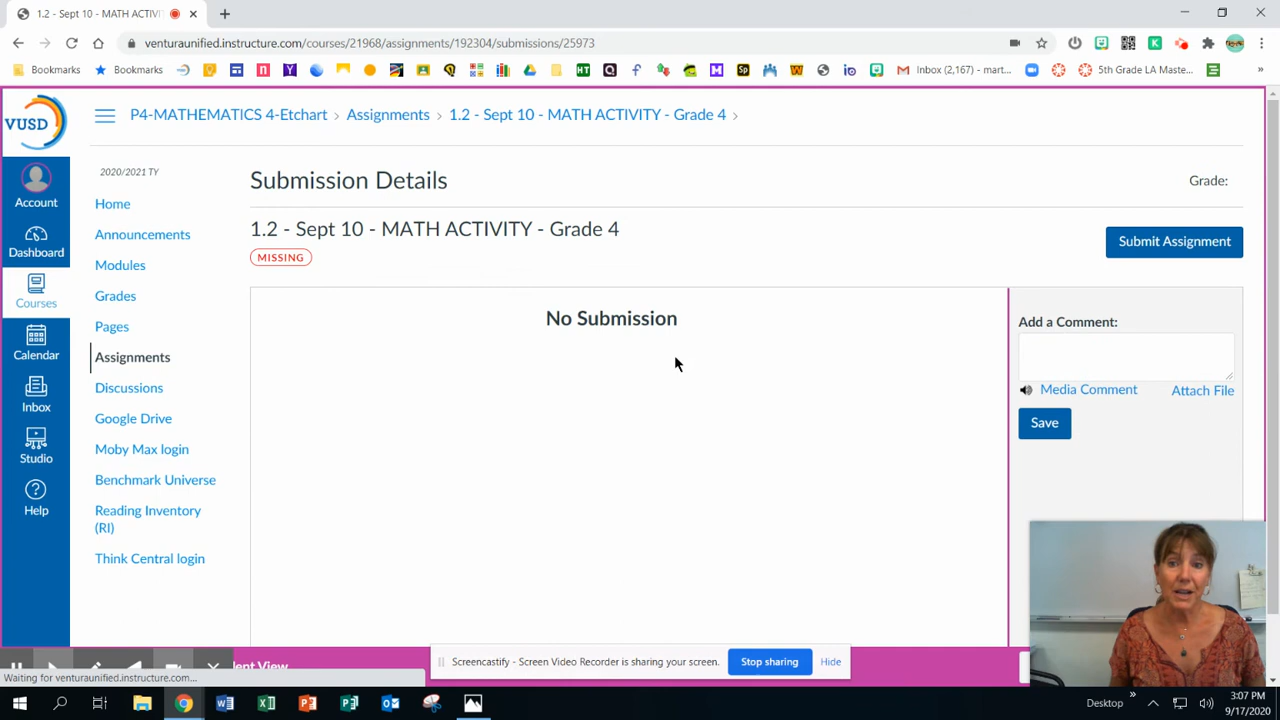 1.2 - Sept 10 - MATH ACTIVIT
venturaunified.instructure.com/courses/21968/assignments/192304/submissions/25973
Bookmarks
Bookmarks
Inbox (2,167) - mart...
5th Grade LA Maste...
VUSD
P4-MATHEMATICS 4-Etchart
Assignments
1.2 - Sept 10 - MATH ACTIVITY - Grade 4
2020/2021 TY
Submission Details
Grade:
Account
Home
1.2 - Sept 10 - MATH ACTIVITY - Grade 4
Announcements
Submit Assignment
Dashboard
MISSING
Modules
Courses
Grades
No Submission
Add a Comment:
Pages
Calendar
Assignments
Discussions
Media Comment
Attach File
Inbox
Google Drive
Save
Moby Max login
Studio
Benchmark Universe
Help
Reading Inventory
(RI)
Think Central login
dent View
Screencastify - Screen Video Recorder is sharing your screen.
Stop sharing
Hide
Waiting for venturaunified.instructure.com...
Desktop
3:07 PM
9/17/2020